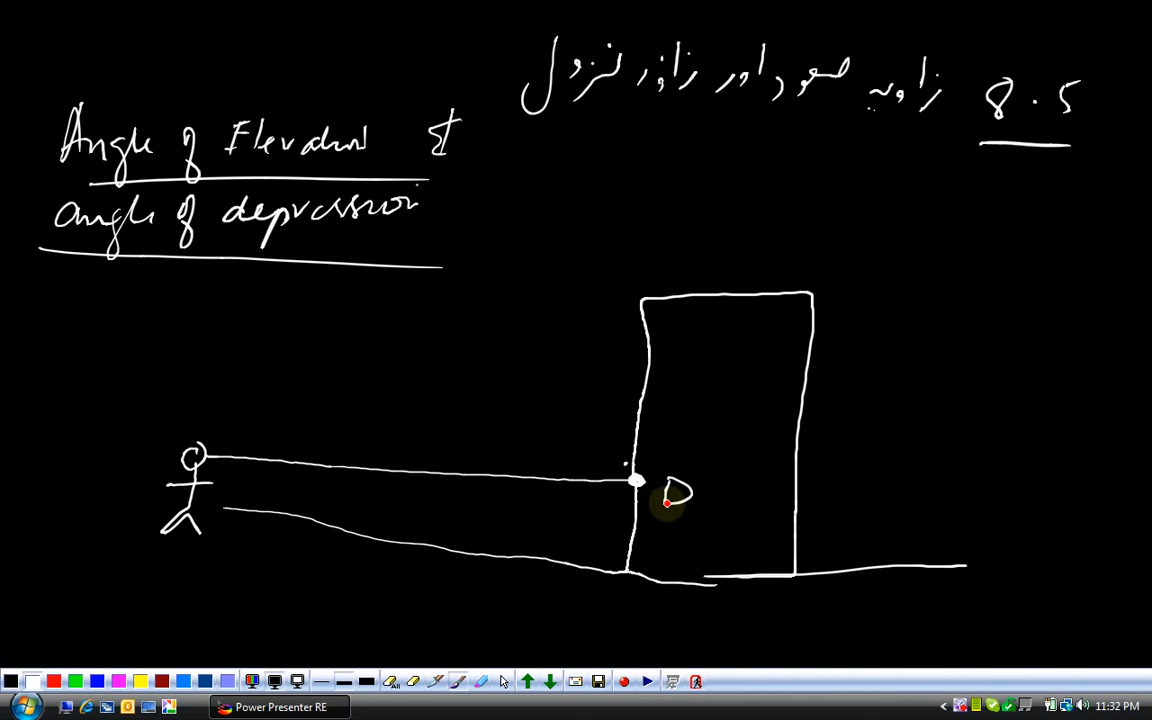 8.5 زاویہ صعود اور زاویہ نزول
Angle of Elevation &
angle of depression
D
Power Presenter RE
11:32 PM